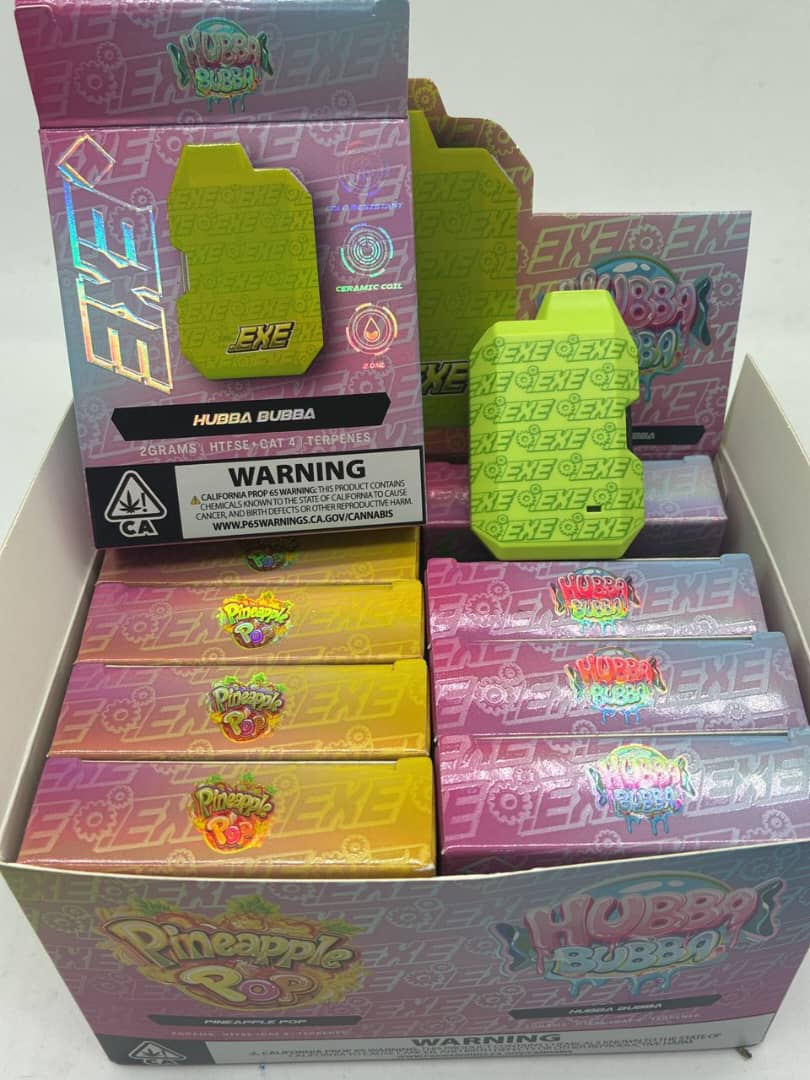 HUBBA
BUBBA
.EXE
CERAMIC COIL
.EXE
HUBBA BUBBA
2GRAMS | HTFSE+CAT 4 | TERPENES
WARNING
CALIFORNIA PROP 65 WARNING: THIS PRODUCT CONTAINS
CHEMICALS KNOWN TO THE STATE OF CALIFORNIA TO CAUSE
CANCER, AND BIRTH DEFECTS OR OTHER REPRODUCTIVE HARM.
WWW.P65WARNINGS.CA.GOV/CANNABIS
CA
HUBBA
.EXE .EXE
Pop
Pineapple
Pop
Pineapple
Pop
Pineapple
Pop
HUBBA
BUBBA
HUBBA
BUBBA
HUBBA
BUBBA
Pineapple
Pop
PINEAPPLE POP
HUBBA
BUBBA
HUBBA BUBBA
CA
WARNING